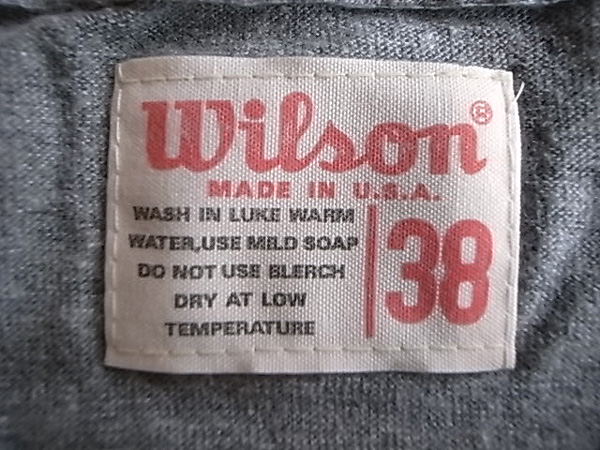 Wilson®
MADE IN U.S.A.
WASH IN LUKE WARM
WATER,USE MILD SOAP
DO NOT USE BLERCH
DRY AT LOW
TEMPERATURE
38